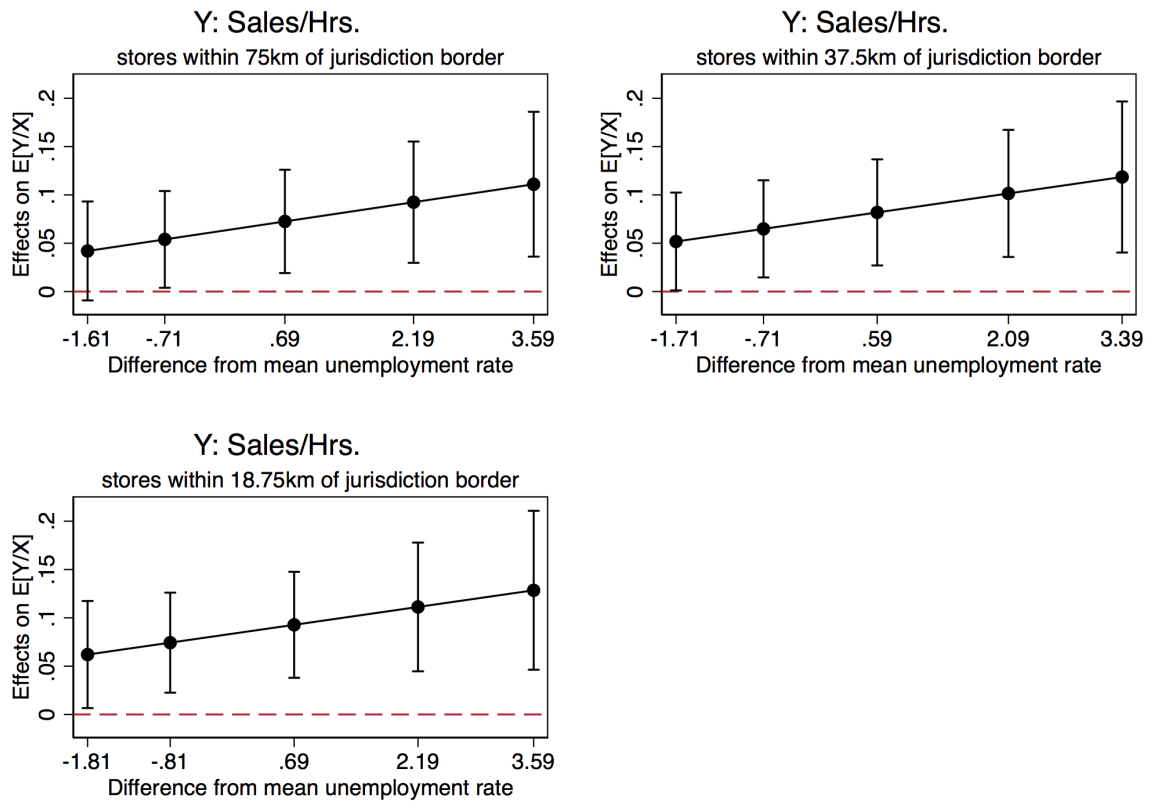 Y: Sales/Hrs.
stores within 75km of jurisdiction border
Effects on E[Y/X]
.2
.15
.1
.05
0
-1.61 -.71 .69 2.19 3.59
Difference from mean unemployment rate
Y: Sales/Hrs.
stores within 37.5km of jurisdiction border
Effects on E[Y/X]
.2
.15
.1
.05
0
-1.71 -.71 .59 2.09 3.39
Difference from mean unemployment rate
Y: Sales/Hrs.
stores within 18.75km of jurisdiction border
Effects on E[Y/X]
.2
.15
.1
.05
0
-1.81 -.81 .69 2.19 3.59
Difference from mean unemployment rate